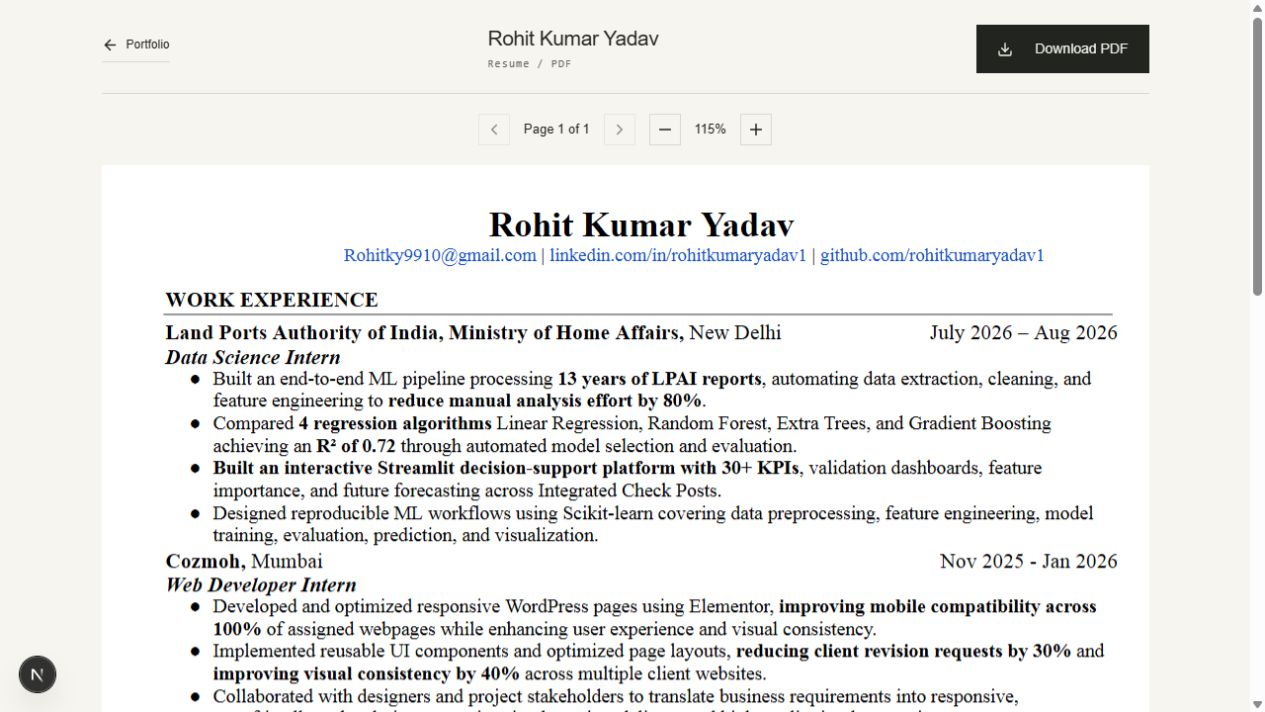 Portfolio
Rohit Kumar Yadav
Resume / PDF
Download PDF
Page 1 of 1
115%
Rohit Kumar Yadav
Rohitky9910@gmail.com | linkedin.com/in/rohitkumaryadav1 | github.com/rohitkumaryadav1
WORK EXPERIENCE
Land Ports Authority of India, Ministry of Home Affairs, New Delhi July 2026 – Aug 2026
Data Science Intern
● Built an end-to-end ML pipeline processing 13 years of LPAI reports, automating data extraction, cleaning, and
feature engineering to reduce manual analysis effort by 80%.
● Compared 4 regression algorithms Linear Regression, Random Forest, Extra Trees, and Gradient Boosting
achieving an R² of 0.72 through automated model selection and evaluation.
● Built an interactive Streamlit decision-support platform with 30+ KPIs, validation dashboards, feature
importance, and future forecasting across Integrated Check Posts.
● Designed reproducible ML workflows using Scikit-learn covering data preprocessing, feature engineering, model
training, evaluation, prediction, and visualization.
Cozmoh, Mumbai Nov 2025 - Jan 2026
Web Developer Intern
● Developed and optimized responsive WordPress pages using Elementor, improving mobile compatibility across
100% of assigned webpages while enhancing user experience and visual consistency.
● Implemented reusable UI components and optimized page layouts, reducing client revision requests by 30% and
improving visual consistency by 40% across multiple client websites.
● Collaborated with designers and project stakeholders to translate business requirements into responsive,
N